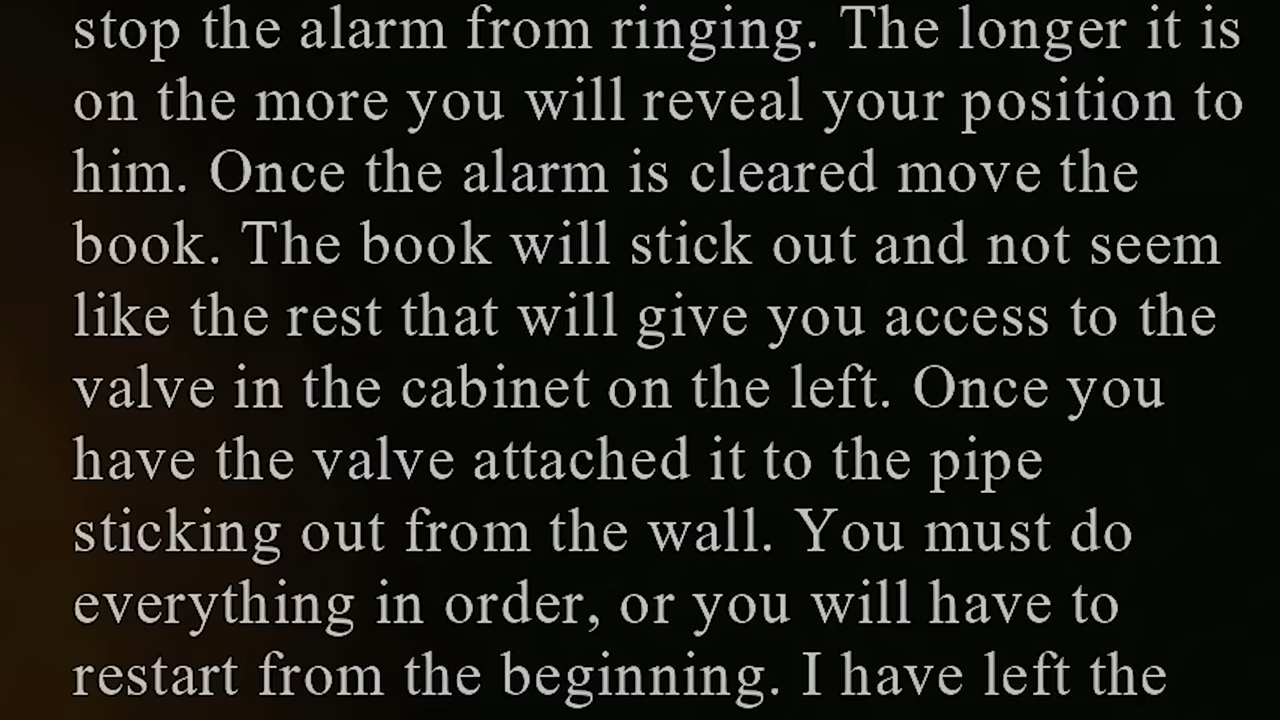 stop the alarm from ringing. The longer it is
on the more you will reveal your position to
him. Once the alarm is cleared move the
book. The book will stick out and not seem
like the rest that will give you access to the
valve in the cabinet on the left. Once you
have the valve attached it to the pipe
sticking out from the wall. You must do
everything in order, or you will have to
restart from the beginning. I have left the